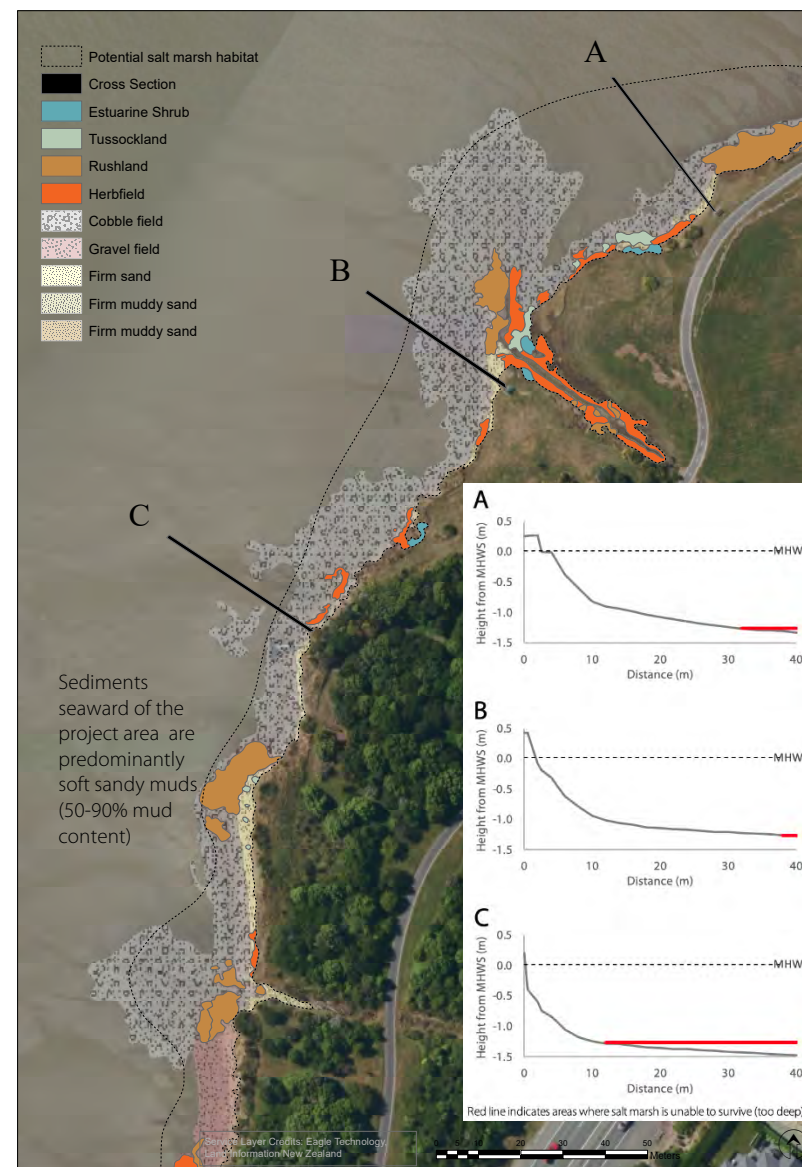 Potential salt marsh habitat
Cross Section
Estuarine Shrub
Tussockland
Rushland
Herbfield
Cobble field
Gravel field
Firm sand
Firm muddy sand
Firm muddy sand
A
B
C
Sediments
seaward of the
project area are
predominantly
soft sandy muds
(50-90% mud
content)
A
Height from MHWS (m)
0.5
0.0
-0.5
-1.0
-1.5
MHW
0
10
20
30
40
Distance (m)
B
Height from MHWS (m)
0.5
0.0
-0.5
-1.0
-1.5
MHW
0
10
20
30
40
Distance (m)
C
Height from MHWS (m)
0.5
0.0
-0.5
-1.0
-1.5
MHW
0
10
20
30
40
Distance (m)
Red line indicates areas where salt marsh is unable to survive (too deep)
Service Layer Credits: Eagle Technology,
Land Information New Zealand
0 5 10 20 30 40 50
Meters